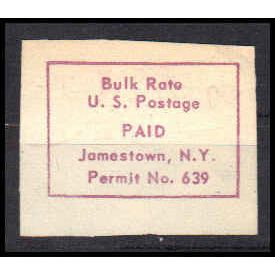 Bulk Rate
U. S. Postage
PAID
Jamestown, N.Y.
Permit No. 639